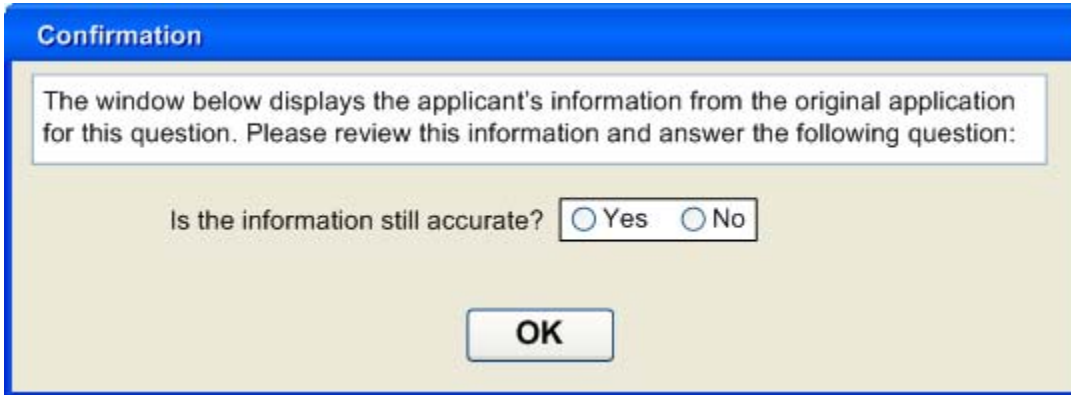 Confirmation
The window below displays the applicant's information from the original application
for this question. Please review this information and answer the following question:
Is the information still accurate? Yes No
OK